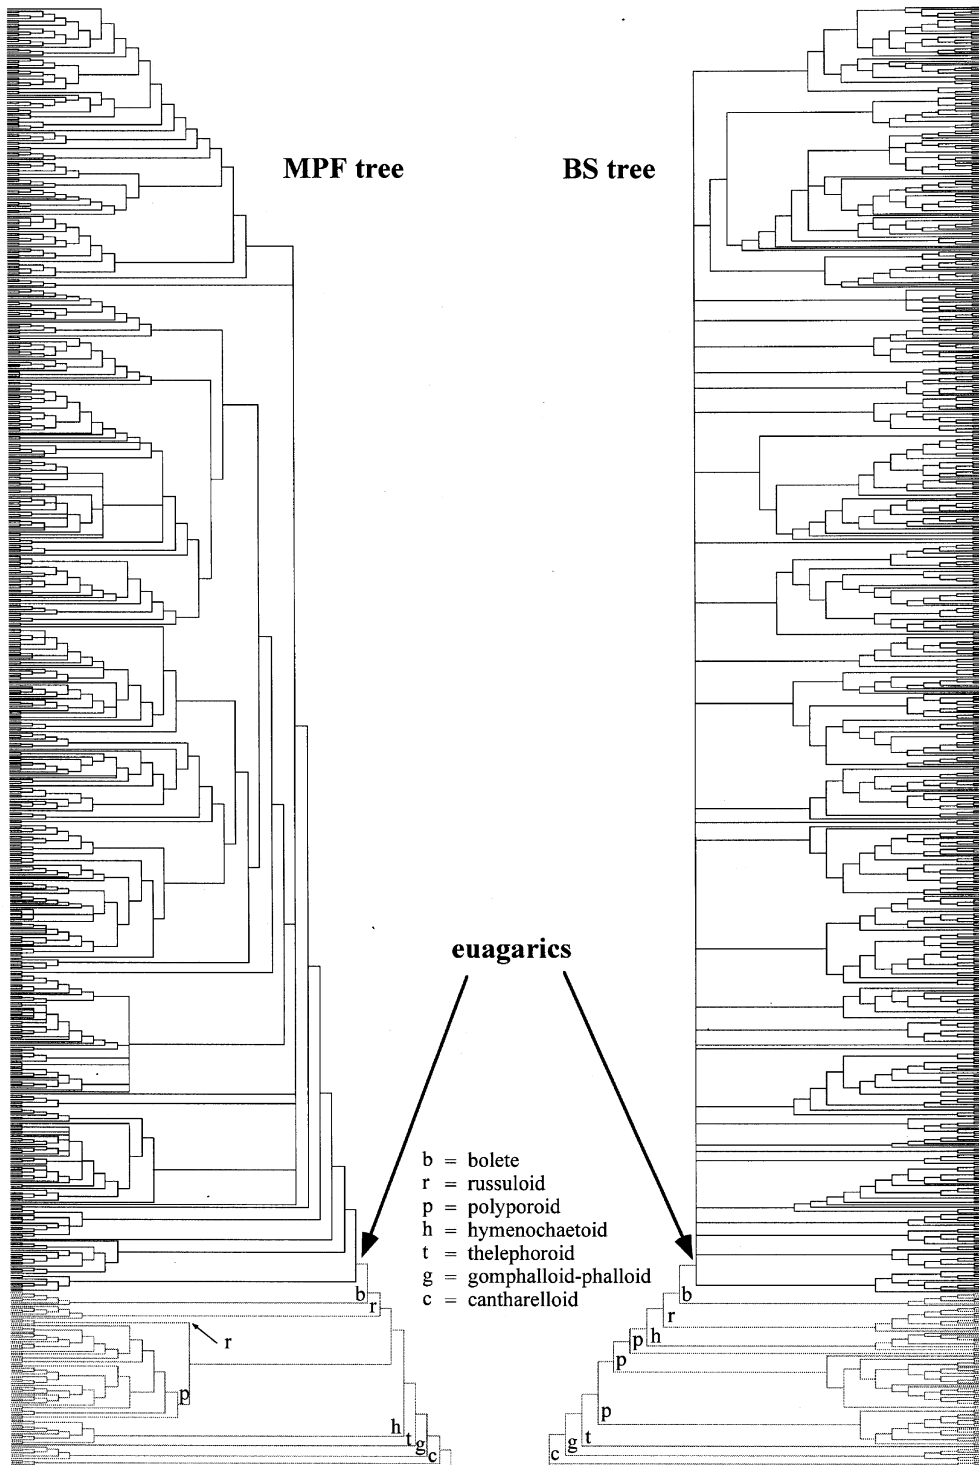 MPF tree
BS tree
euagarics
b = bolete
r = russuloid
p = polyporoid
h = hymenochaetoid
t = thelephoroid
g = gomphalloid-phalloid
c = cantharelloid
b
r
r
p
h
t
g
c
b
r
h
p
p
p
t
g
c